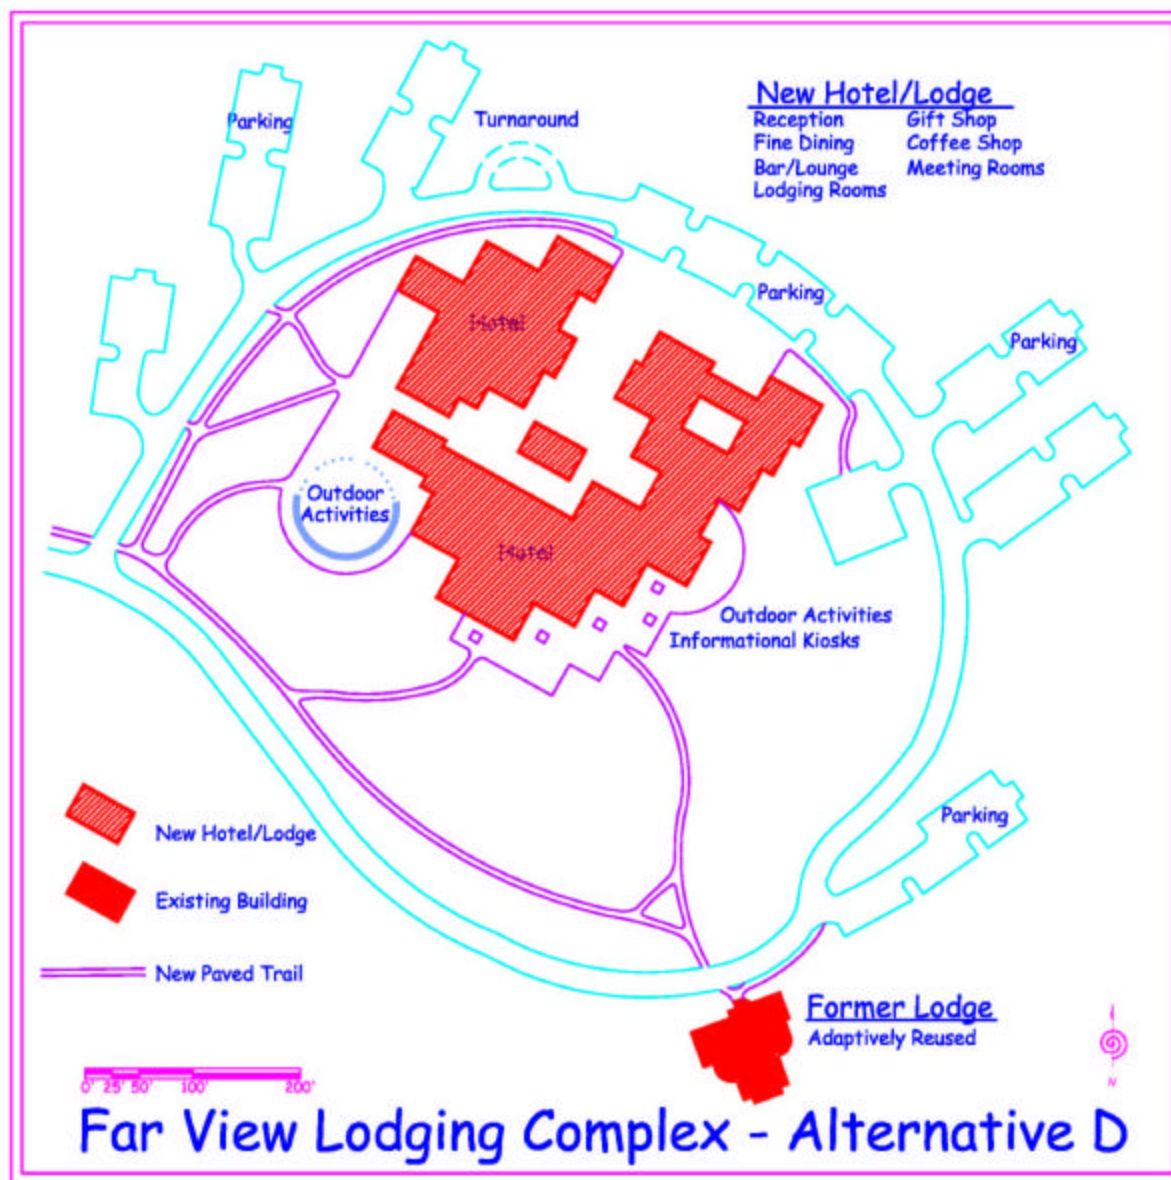 New Hotel/Lodge
Reception Gift Shop
Fine Dining Coffee Shop
Bar/Lounge Meeting Rooms
Lodging Rooms
Parking
Turnaround
Parking
Parking
Hotel
Outdoor
Activities
Hotel
Outdoor Activities
Informational Kiosks
Parking
New Hotel/Lodge
Existing Building
New Paved Trail
Former Lodge
Adaptively Reused
0' 25' 50' 100' 200'
N
Far View Lodging Complex - Alternative D